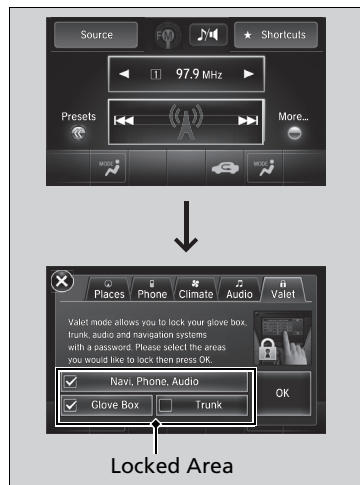 Source
FM
★ Shortcuts
1 97.9 MHz
Presets
More...
MODE
MODE
Places Phone Climate Audio Valet
Valet mode allows you to lock your glove box,
trunk, audio and navigation systems
with a password. Please select the areas
you would like to lock then press OK.
Navi, Phone, Audio
Glove Box
Trunk
OK
Locked Area